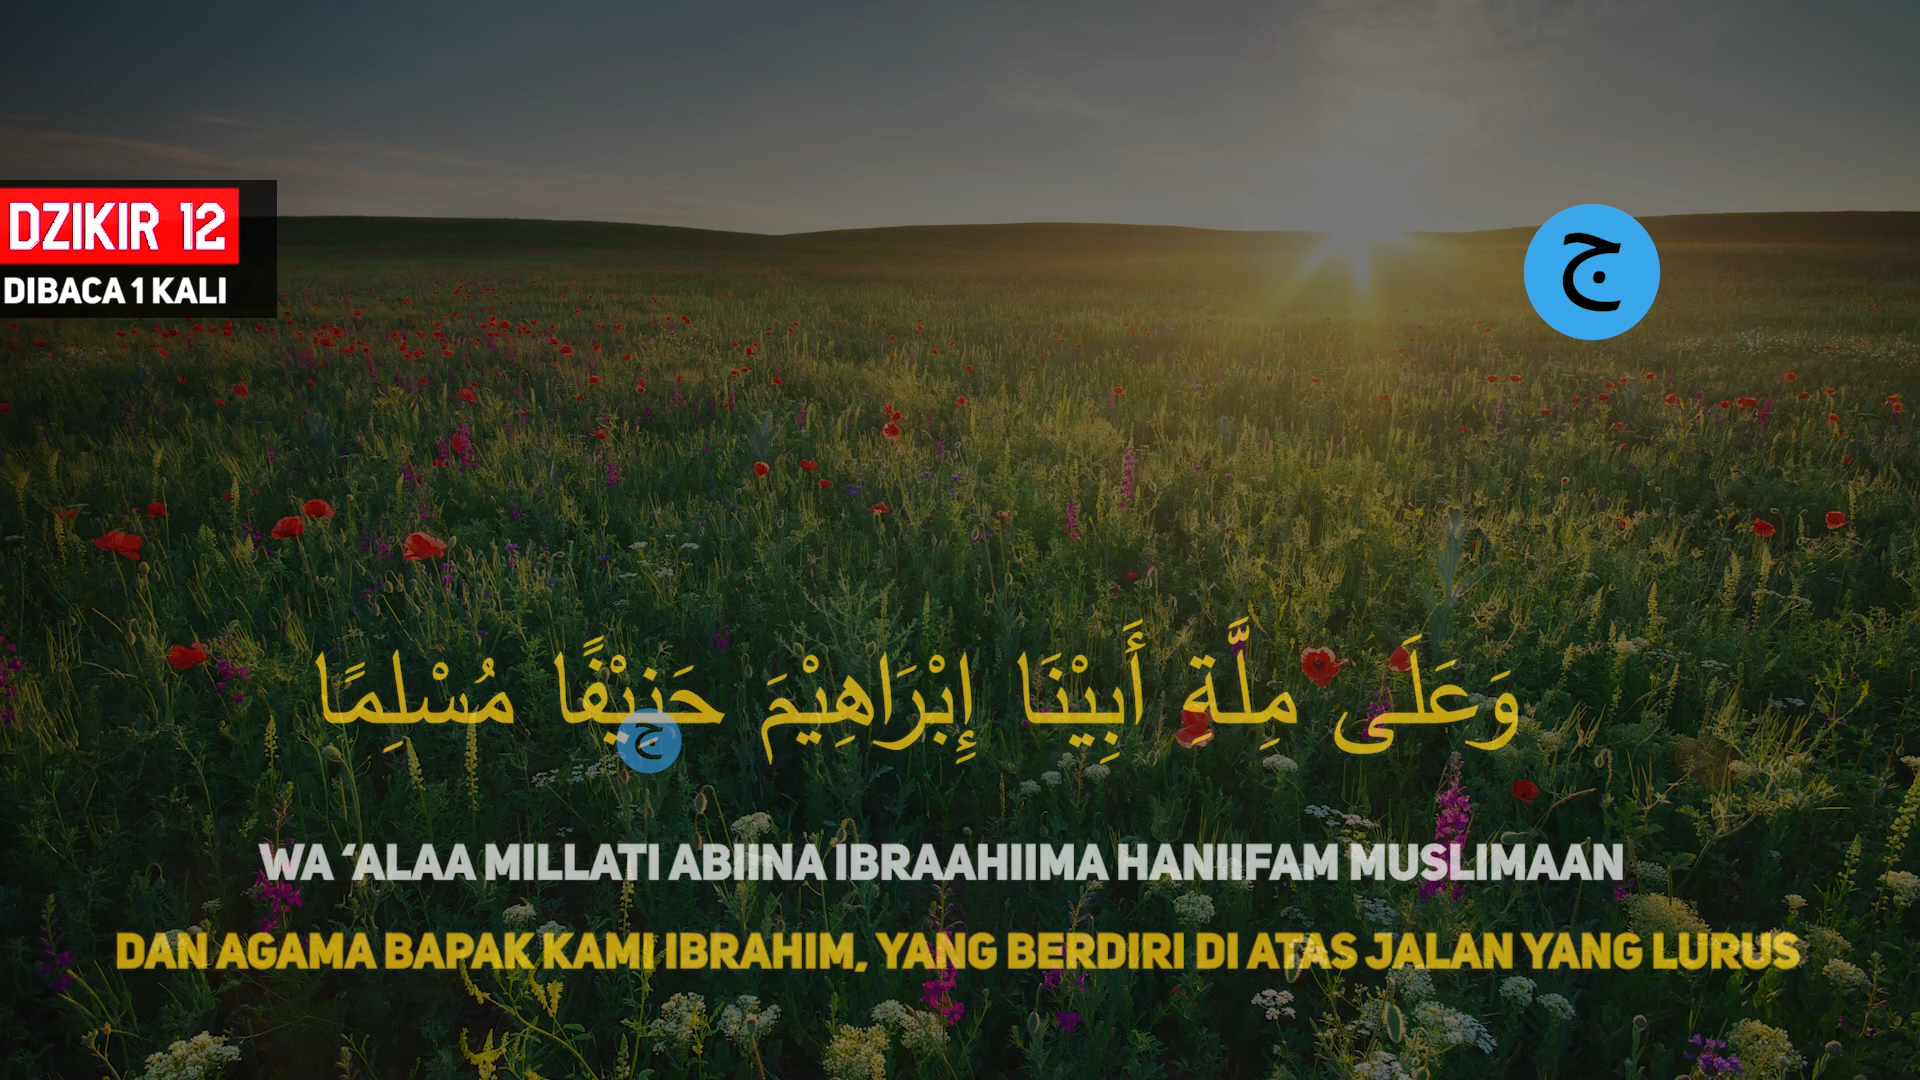 DZIKIR 12
DIBACA 1 KALI
ج
وَعَلَى مِلَّةِ أَبِيْنَا إِبْرَاهِيْمَ حَنِيْفًا مُسْلِمًا
ج
WA ‘ALAA MILLATI ABIINA IBRAAHIIMA HANIIFAM MUSLIMAAN
DAN AGAMA BAPAK KAMI IBRAHIM, YANG BERDIRI DI ATAS JALAN YANG LURUS